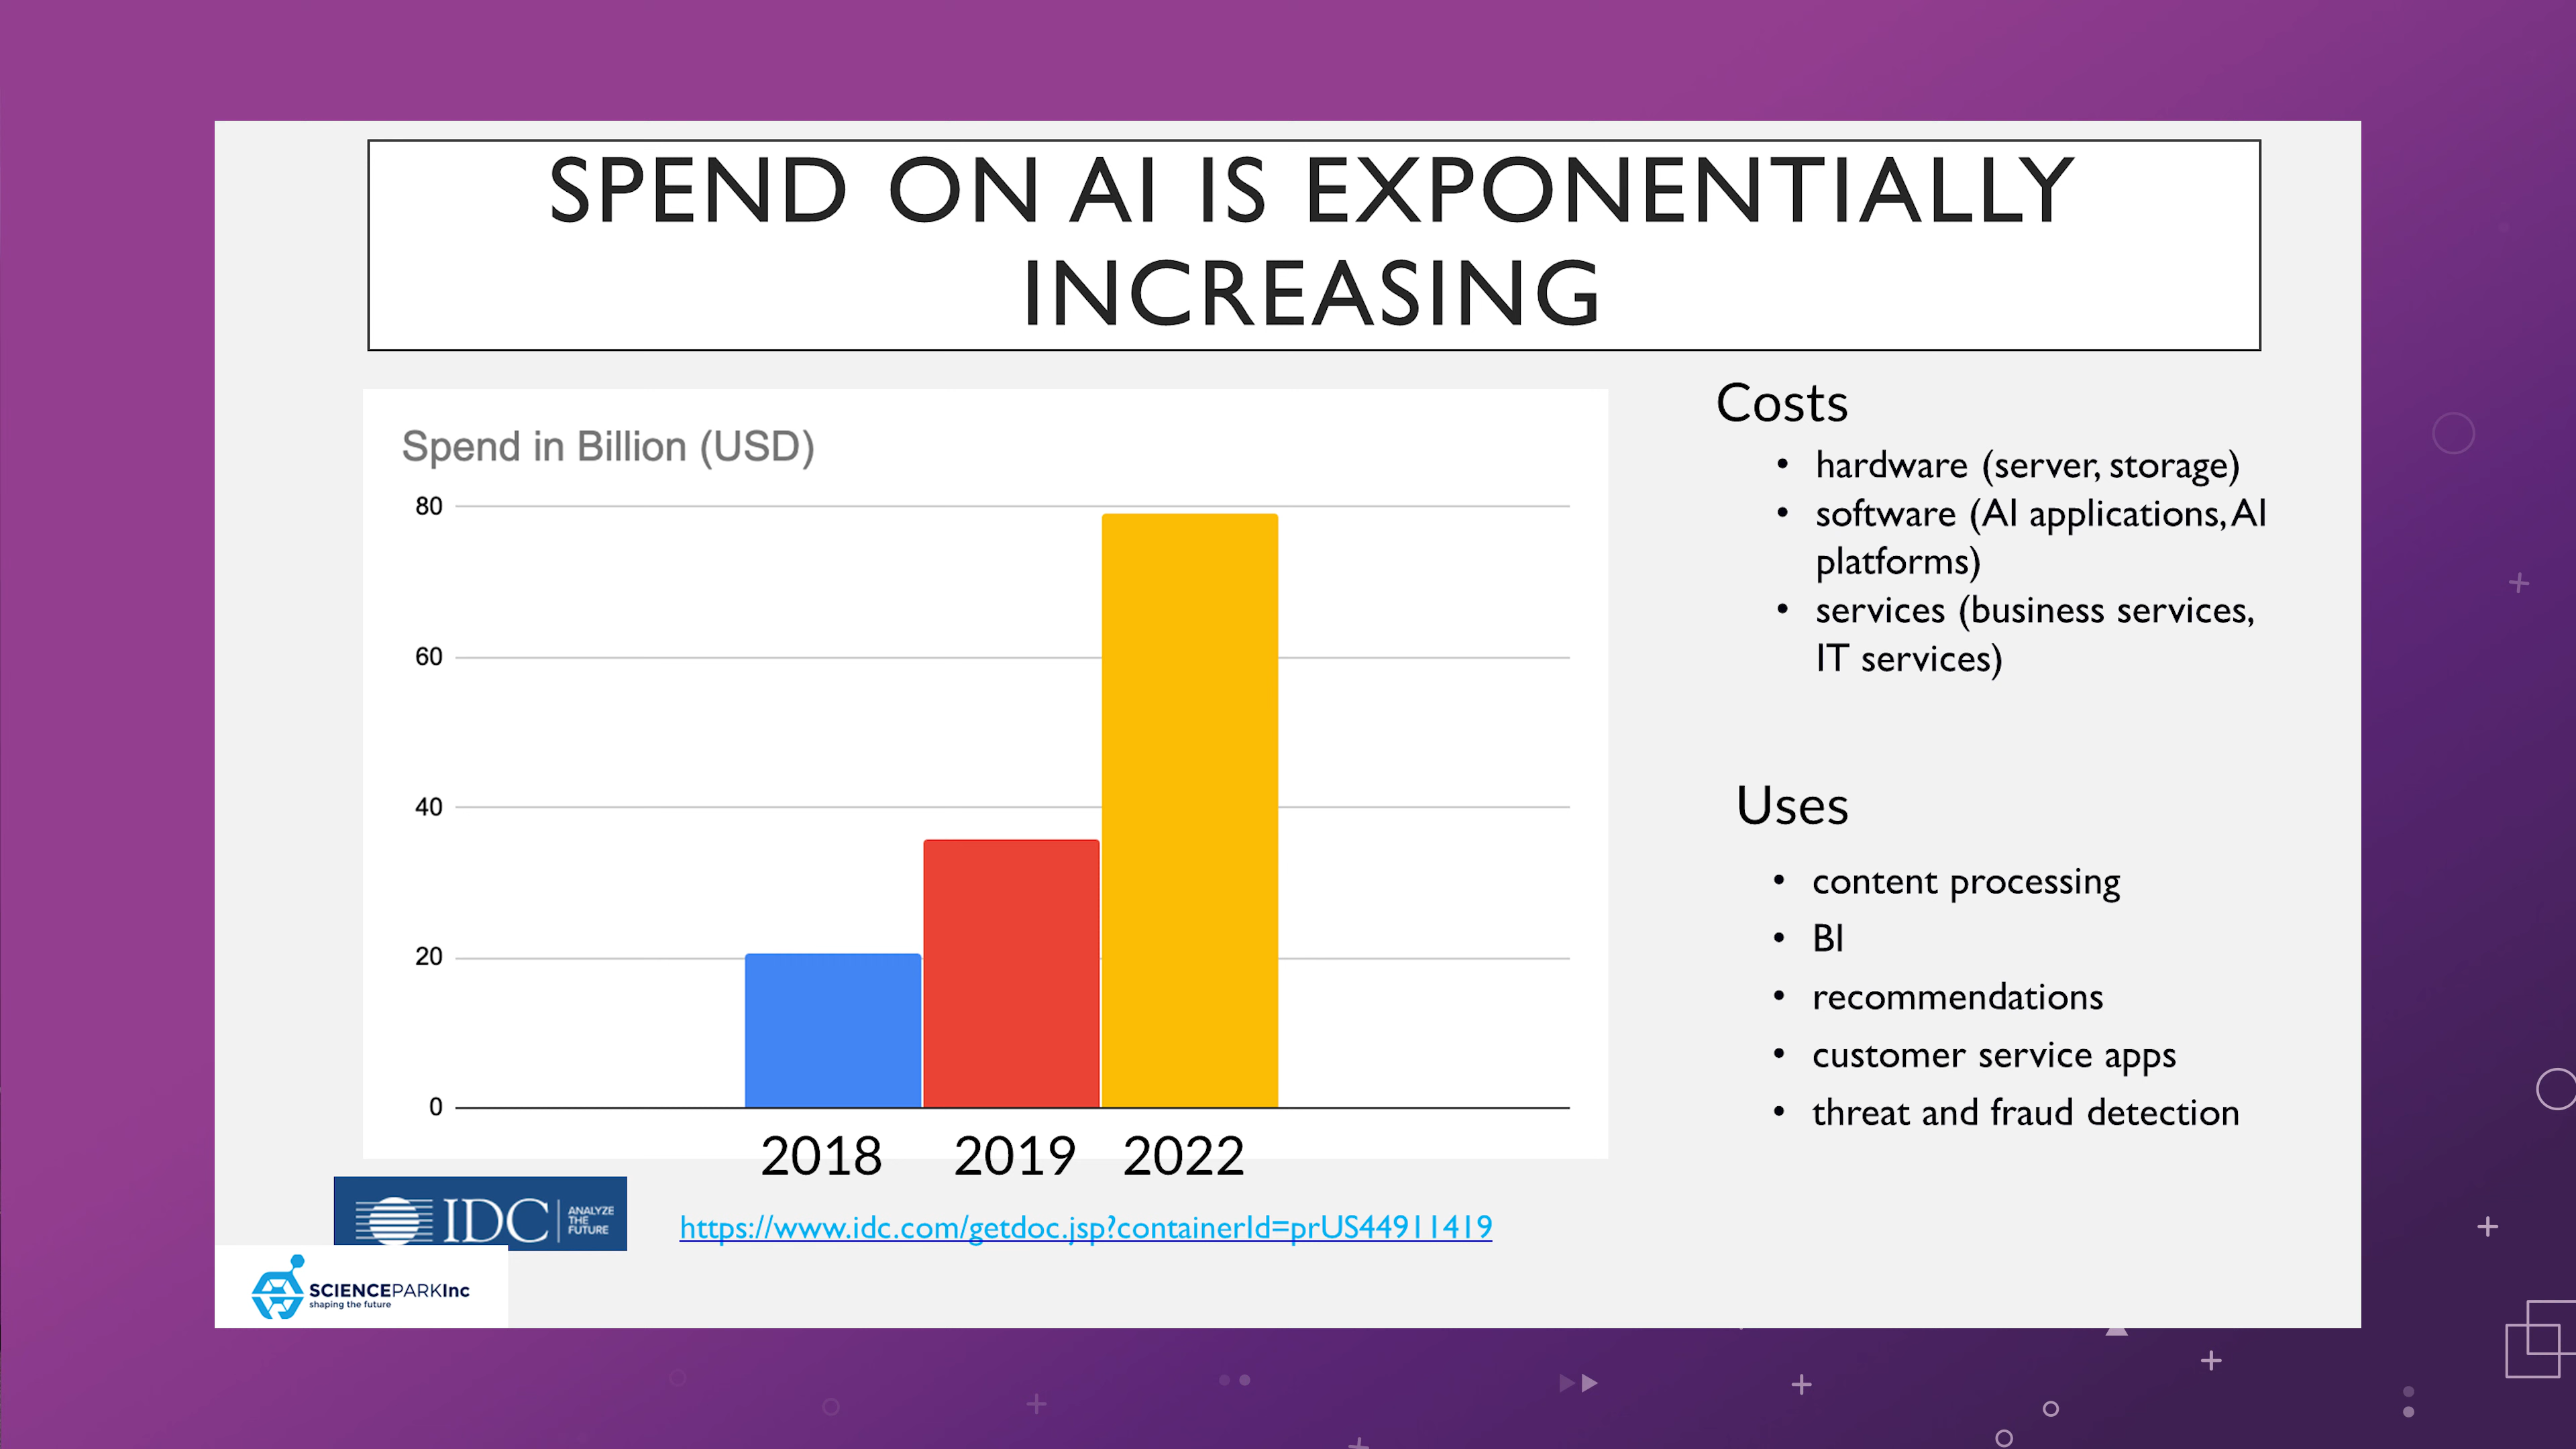 SPEND ON AI IS EXPONENTIALLY
INCREASING
Spend in Billion (USD)
80
60
40
20
0
2018 2019 2022
Costs
• hardware (server, storage)
• software (AI applications, AI
platforms)
• services (business services,
IT services)
Uses
• content processing
• BI
• recommendations
• customer service apps
• threat and fraud detection
IDC
ANALYZE
THE
FUTURE
https://www.idc.com/getdoc.jsp?containerId=prUS44911419
SCIENCEPARKInc
shaping the future